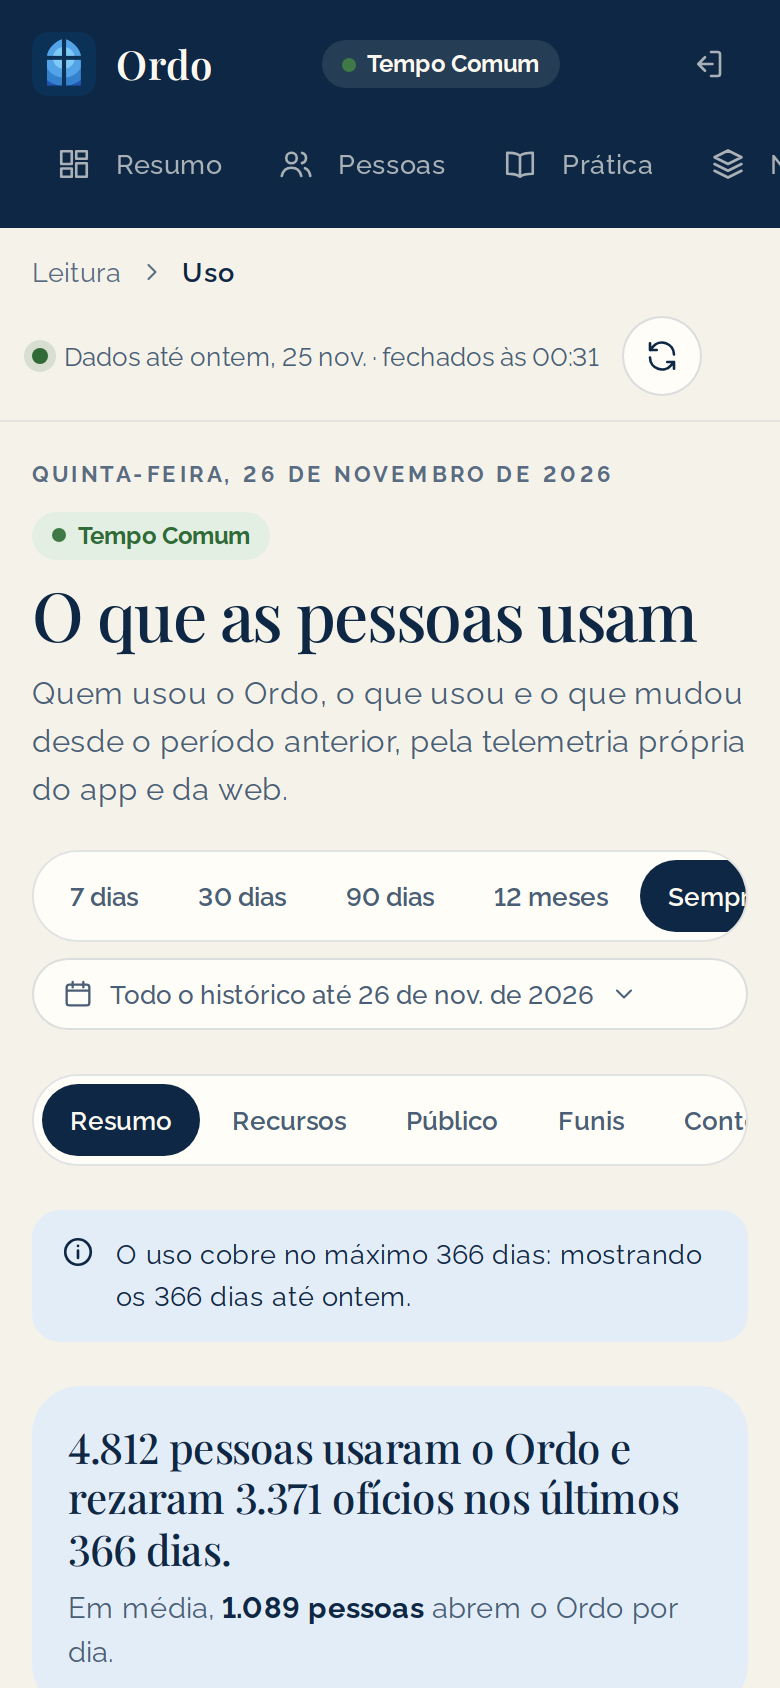 Ordo
Tempo Comum
Resumo
Pessoas
Prática
Leitura
Uso
Dados até ontem, 25 nov. · fechados às 00:31
QUINTA-FEIRA, 26 DE NOVEMBRO DE 2026
Tempo Comum
O que as pessoas usam
Quem usou o Ordo, o que usou e o que mudou
desde o período anterior, pela telemetria própria
do app e da web.
7 dias
30 dias
90 dias
12 meses
Todo o histórico até 26 de nov. de 2026
Resumo
Recursos
Público
Funis
O uso cobre no máximo 366 dias: mostrando
os 366 dias até ontem.
4.812 pessoas usaram o Ordo e
rezaram 3.371 ofícios nos últimos
366 dias.
Em média, 1.089 pessoas abrem o Ordo por
dia.